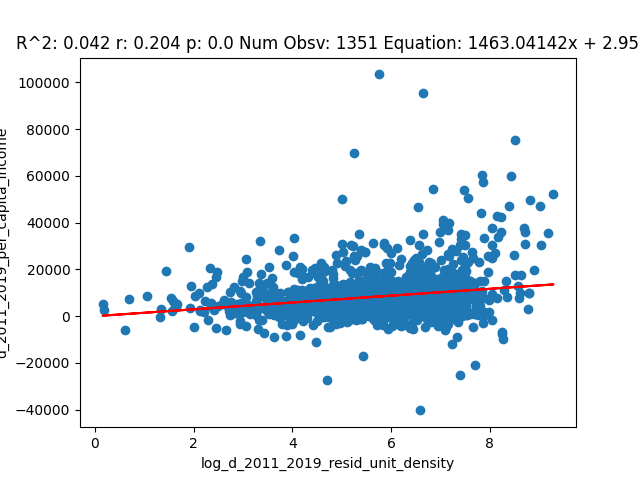 R^2: 0.042 r: 0.204 p: 0.0 Num Obsv: 1351 Equation: 1463.04142x + 2.95
100000
80000
60000
40000
20000
0
−20000
−40000
d_2011_2019_per_capita_income
0 2 4 6 8
log_d_2011_2019_resid_unit_density